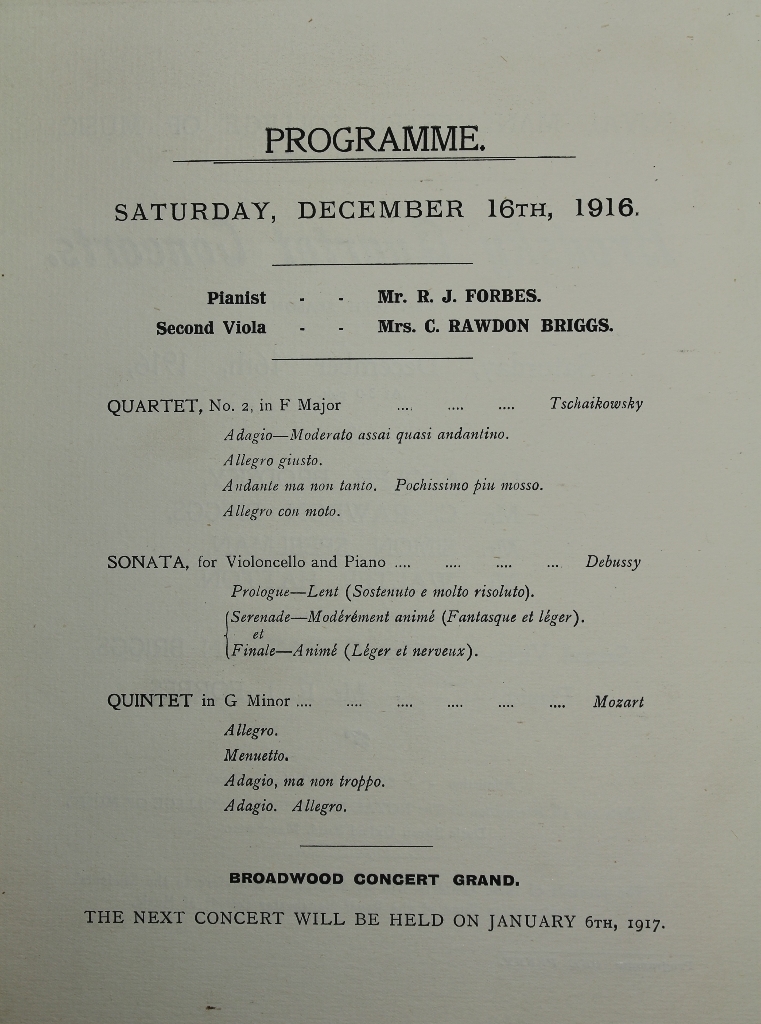 PROGRAMME.
SATURDAY, DECEMBER 16TH, 1916.
Pianist - - Mr. R. J. FORBES.
Second Viola - - Mrs. C. RAWDON BRIGGS.
QUARTET, No. 2, in F Major .... .... .... Tschaikowsky
Adagio—Moderato assai quasi andantino.
Allegro giusto.
Andante ma non tanto. Pochissimo piu mosso.
Allegro con moto.
SONATA, for Violoncello and Piano .... .... .... ... Debussy
Prologue—Lent (Sostenuto e molto risoluto).
Serenade—Modérément animé (Fantasque et léger).
et
Finale—Animé (Léger et nerveux).
QUINTET in G Minor .... .... .... .... .... .... Mozart
Allegro.
Menuetto.
Adagio, ma non troppo.
Adagio. Allegro.
BROADWOOD CONCERT GRAND.
THE NEXT CONCERT WILL BE HELD ON JANUARY 6TH, 1917.